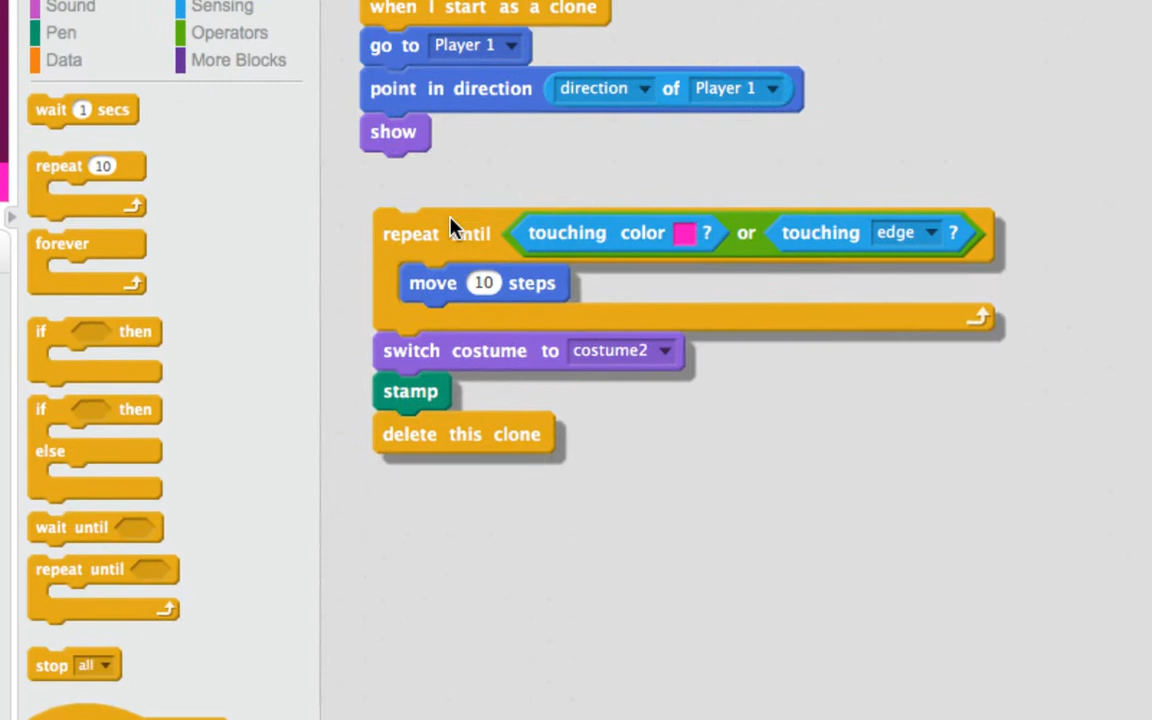 Sound
Sensing
Pen
Operators
Data
More Blocks
wait 1 secs
repeat 10
forever
if then
if then
else
wait until
repeat until
stop all
when I start as a clone
go to Player 1
point in direction direction of Player 1
show
repeat until touching color ? or touching edge ?
move 10 steps
switch costume to costume2
stamp
delete this clone